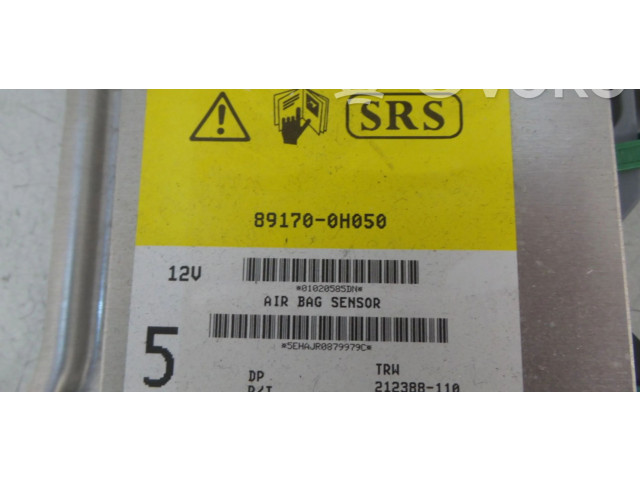 SRS
89170-0H050
12V
*01020585DN*
AIR BAG SENSOR
5
*5EHAJR0879979C*
DP TRW
P/T 212388-110